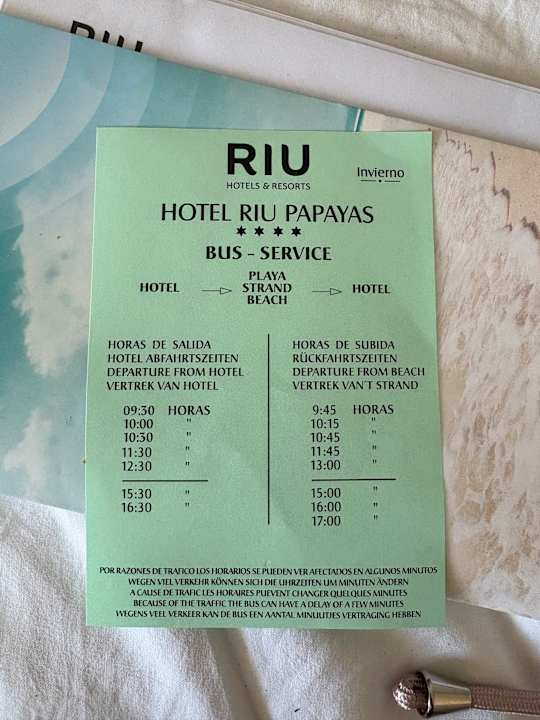 RIU
RIU
HOTELS & RESORTS
Invierno
HOTEL RIU PAPAYAS
BUS - SERVICE
HOTEL
PLAYA
STRAND
BEACH
HOTEL
HORAS DE SALIDA
HOTEL ABFAHRTSZEITEN
DEPARTURE FROM HOTEL
VERTREK VAN HOTEL
09:30 HORAS
10:00 "
10:30 "
11:30 "
12:30 "
15:30 "
16:30 "
HORAS DE SUBIDA
RÜCKFAHRTSZEITEN
DEPARTURE FROM BEACH
VERTREK VAN'T STRAND
9:45 HORAS
10:15 "
10:45 "
11:45 "
13:00 "
15:00 "
16:00 "
17:00 "
POR RAZONES DE TRAFICO LOS HORARIOS SE PUEDEN VER AFECTADOS EN ALGUNOS MINUTOS
WEGEN VIEL VERKEHR KÖNNEN SICH DIE UHRZEITEN UM MINUTEN ÄNDERN
A CAUSE DE TRAFIC LES HORAIRES PUEVENT CHANGER QUELQUES MINUTES
BECAUSE OF THE TRAFFIC THE BUS CAN HAVE A DELAY OF A FEW MINUTES
WEGENS VEEL VERKEER KAN DE BUS EEN AANTAL MINUUTJES VERTRAGING HEBBEN